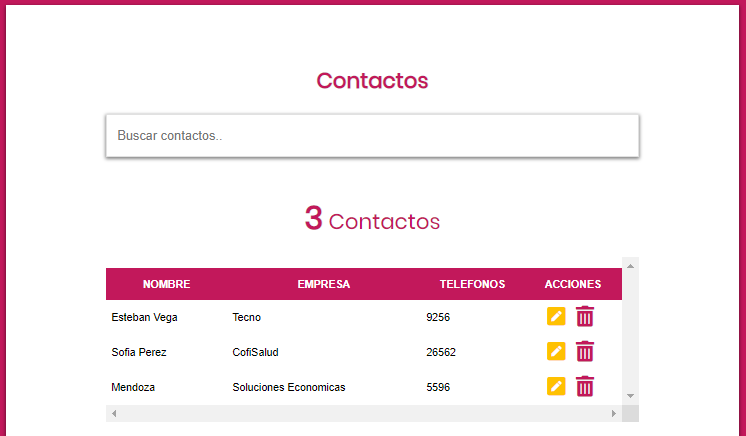 Contactos
Buscar contactos..
3 Contactos
NOMBRE EMPRESA TELEFONOS ACCIONES
Esteban Vega Tecno 9256
Sofia Perez CofiSalud 26562
Mendoza Soluciones Economicas 5596